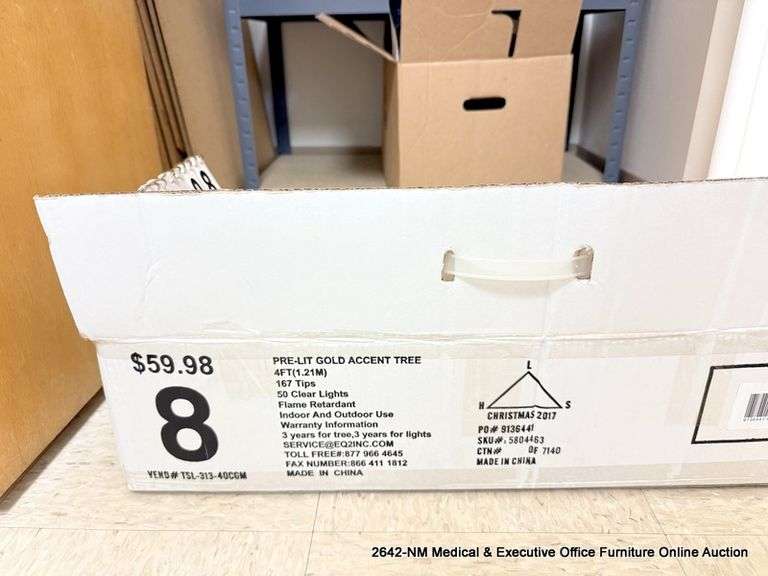 $59.98
8
VEND# TSL-313-40CGM
PRE-LIT GOLD ACCENT TREE
4FT(1.21M)
167 Tips
50 Clear Lights
Flame Retardant
Indoor And Outdoor Use
Warranty Information
3 years for tree,3 years for lights
SERVICE@EQ2INC.COM
TOLL FREE#:877 966 4645
FAX NUMBER:866 411 1812
MADE IN CHINA
L
H S
CHRISTMAS 2017
PO# 9136441
SKU#: 5804463
CTN# OF 7140
MADE IN CHINA
2642-NM Medical & Executive Office Furniture Online Auction